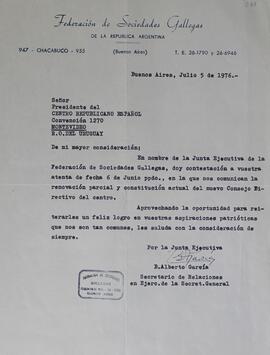 Federación de Sociedades Gallegas
DE LA REPUBLICA ARGENTINA
947 - CHACABUCO - 955
(Buenos Aires)
T. E. 26-1790 y 26-6946
Buenos Aires, Julio 5 de 1976.-
Señor
Presidente del
CENTRO REPUBLICANO ESPAÑOL
Convención 1270
MONTEVIDEO
R.O.DEL URUGUAY
De mi mayor consideración:
En nombre de la Junta Ejecutiva de la
Federación de Sociedades Gallegas, doy contestación a vuestra
atenta de fecha 6 de Junio ppdo., en la que nos comunican la
renovación parcial y constitución actual del nuevo Consejo Di-
rectivo del centro.
Aprovechando la oportunidad para rei-
terarles un feliz logro en vuestras aspiraciones patrióticas
que nos son tan comunes, les saluda con la consideración de
siempre.
Por la Junta Ejecutiva
B.Alberto García
Secretario de Relaciones
en Ejerc.de la Secret.General